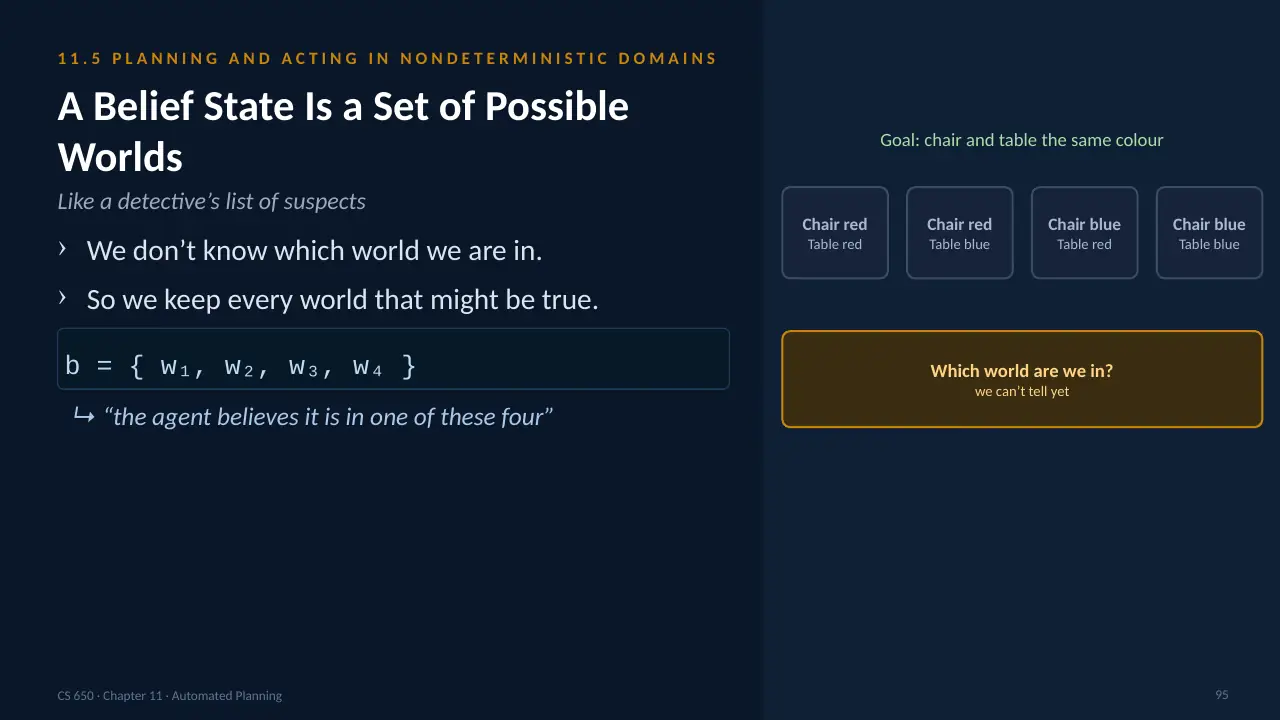 11.5 PLANNING AND ACTING IN NONDETERMINISTIC DOMAINS
A Belief State Is a Set of Possible
Worlds
Like a detective’s list of suspects
› We don’t know which world we are in.
› So we keep every world that might be true.
b = { w₁, w₂, w₃, w₄ }
↪ “the agent believes it is in one of these four”
Goal: chair and table the same colour
Chair red
Table red
Chair red
Table blue
Chair blue
Table red
Chair blue
Table blue
Which world are we in?
we can’t tell yet
CS 650 · Chapter 11 · Automated Planning
95